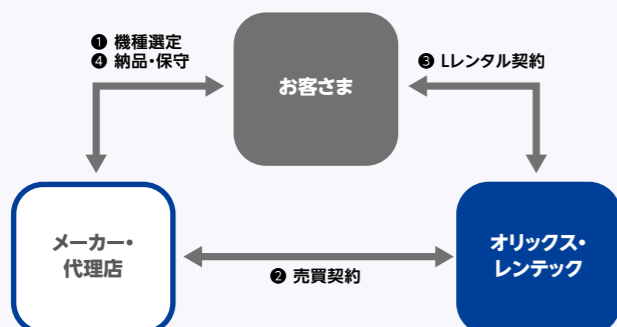 ❶ 機種選定
❹ 納品・保守
お客さま
❸ Lレンタル契約
メーカー・
代理店
❷ 売買契約
オリックス・
レンテック